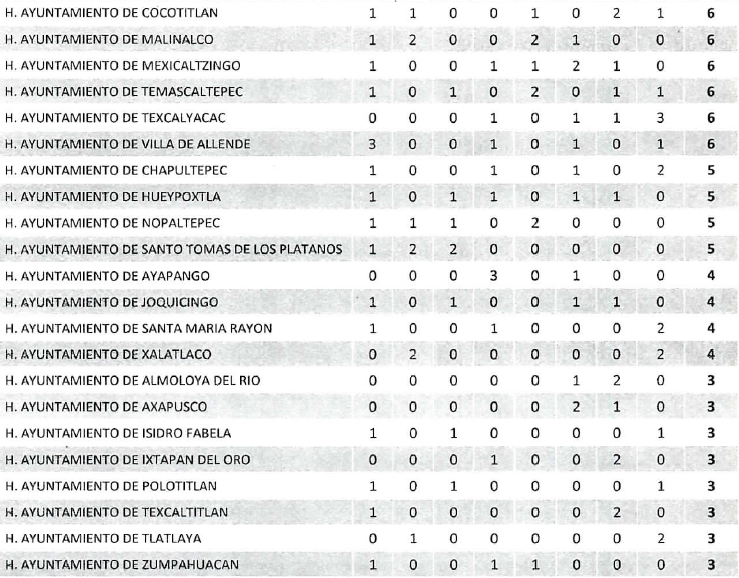 H. AYUNTAMIENTO DE COCOTITLAN 1 1 0 0 1 0 2 1 6
H. AYUNTAMIENTO DE MALINALCO 1 2 0 0 2 1 0 0 6
H. AYUNTAMIENTO DE MEXICALTZINGO 1 0 0 1 1 2 1 0 6
H. AYUNTAMIENTO DE TEMASCALTEPEC 1 0 1 0 2 0 1 1 6
H. AYUNTAMIENTO DE TEXCALYACAC 0 0 0 1 0 1 1 3 6
H. AYUNTAMIENTO DE VILLA DE ALLENDE 3 0 0 1 0 1 0 1 6
H. AYUNTAMIENTO DE CHAPULTEPEC 1 0 0 1 0 1 0 2 5
H. AYUNTAMIENTO DE HUEYPOXTLA 1 0 1 1 0 1 1 0 5
H. AYUNTAMIENTO DE NOPALTEPEC 1 1 1 0 2 0 0 0 5
H. AYUNTAMIENTO DE SANTO TOMAS DE LOS PLATANOS 1 2 2 0 0 0 0 0 5
H. AYUNTAMIENTO DE AYAPANGO 0 0 0 3 0 1 0 0 4
H. AYUNTAMIENTO DE JOQUICINGO 1 0 1 0 0 1 1 0 4
H. AYUNTAMIENTO DE SANTA MARIA RAYON 1 0 0 1 0 0 0 2 4
H. AYUNTAMIENTO DE XALATLACO 0 2 0 0 0 0 0 2 4
H. AYUNTAMIENTO DE ALMOLOYA DEL RIO 0 0 0 0 0 1 2 0 3
H. AYUNTAMIENTO DE AXAPUSCO 0 0 0 0 0 2 1 0 3
H. AYUNTAMIENTO DE ISIDRO FABELA 1 0 1 0 0 0 0 1 3
H. AYUNTAMIENTO DE IXTAPAN DEL ORO 0 0 0 1 0 0 2 0 3
H. AYUNTAMIENTO DE POLOTITLAN 1 0 1 0 0 0 0 1 3
H. AYUNTAMIENTO DE TEXCALTITLAN 1 0 0 0 0 0 2 0 3
H. AYUNTAMIENTO DE TLATLAYA 0 1 0 0 0 0 0 2 3
H. AYUNTAMIENTO DE ZUMPAHUACAN 1 0 0 1 1 0 0 0 3